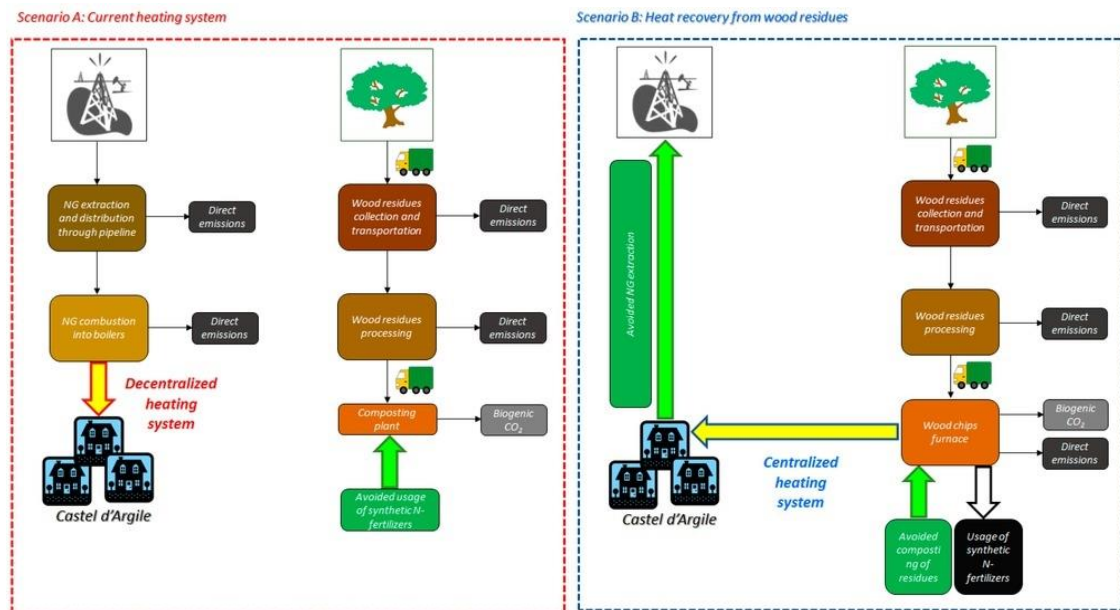 Scenario A: Current heating system
NG extraction
and distribution
through pipeline
Direct
emissions
NG combustion
into boilers
Direct
emissions
Decentralized
heating
system
Castel d'Argile
Wood residues
collection and
transportation
Direct
emissions
Wood residues
processing
Direct
emissions
Composting
plant
Biogenic
CO2
Avoided usage
of synthetic N-
fertilizers
Scenario B: Heat recovery from wood residues
Avoided NG extraction
Castel d'Argile
Centralized
heating
system
Wood residues
collection and
transportation
Direct
emissions
Wood residues
processing
Direct
emissions
Wood chips
furnace
Biogenic
CO2
Direct
emissions
Avoided
composti
ng of
residues
Usage of
synthetic
N-
fertilizers